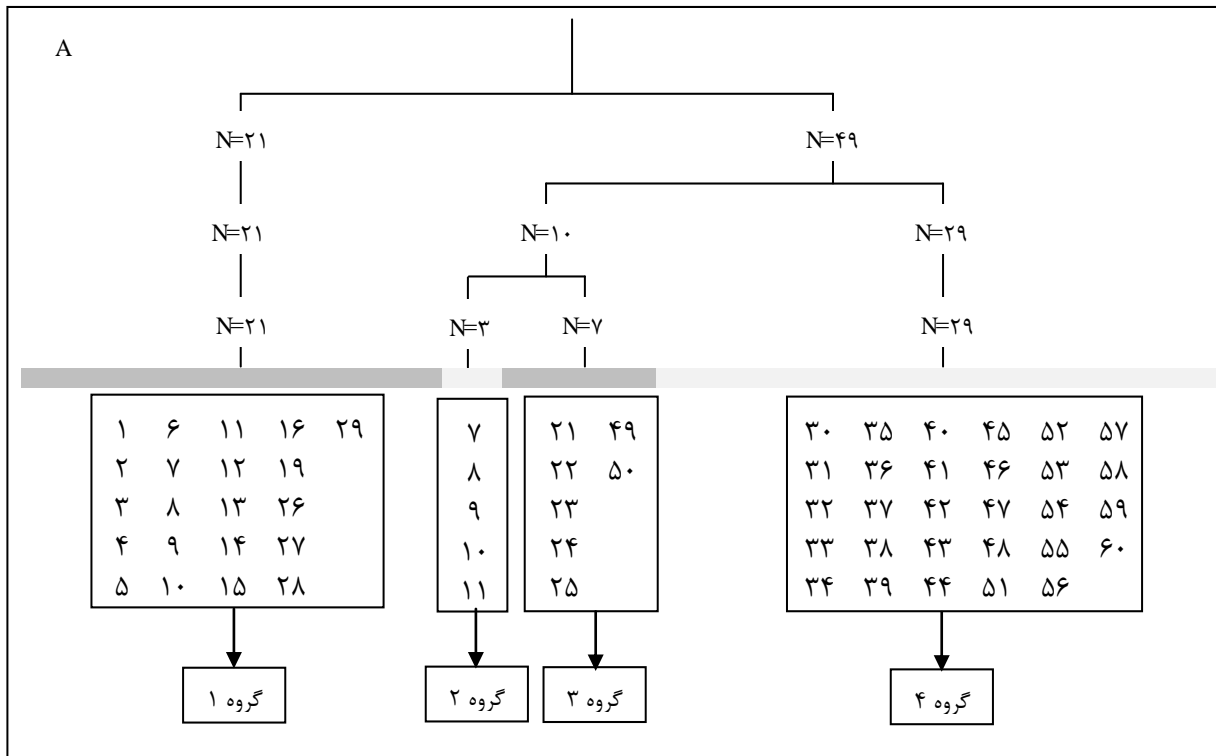 A
N=۲۱ N=۴۹
N=۲۱ N=۱۰ N=۲۹
N=۲۱ N=۳ N=۷ N=۲۹
۱ ۶ ۱۱ ۱۶ ۲۹ ۷ ۲۱ ۴۹ ۳۰ ۳۵ ۴۰ ۴۵ ۵۲ ۵۷
۲ ۷ ۱۲ ۱۹ ۸ ۲۲ ۵۰ ۳۱ ۳۶ ۴۱ ۴۶ ۵۳ ۵۸
۳ ۸ ۱۳ ۲۶ ۹ ۲۳ ۳۲ ۳۷ ۴۲ ۴۷ ۵۴ ۵۹
۴ ۹ ۱۴ ۲۷ ۱۰ ۲۴ ۳۳ ۳۸ ۴۳ ۴۸ ۵۵ ۶۰
۵ ۱۰ ۱۵ ۲۸ ۱۱ ۲۵ ۳۴ ۳۹ ۴۴ ۵۱ ۵۶
گروه ۱
گروه ۲
گروه ۳
گروه ۴